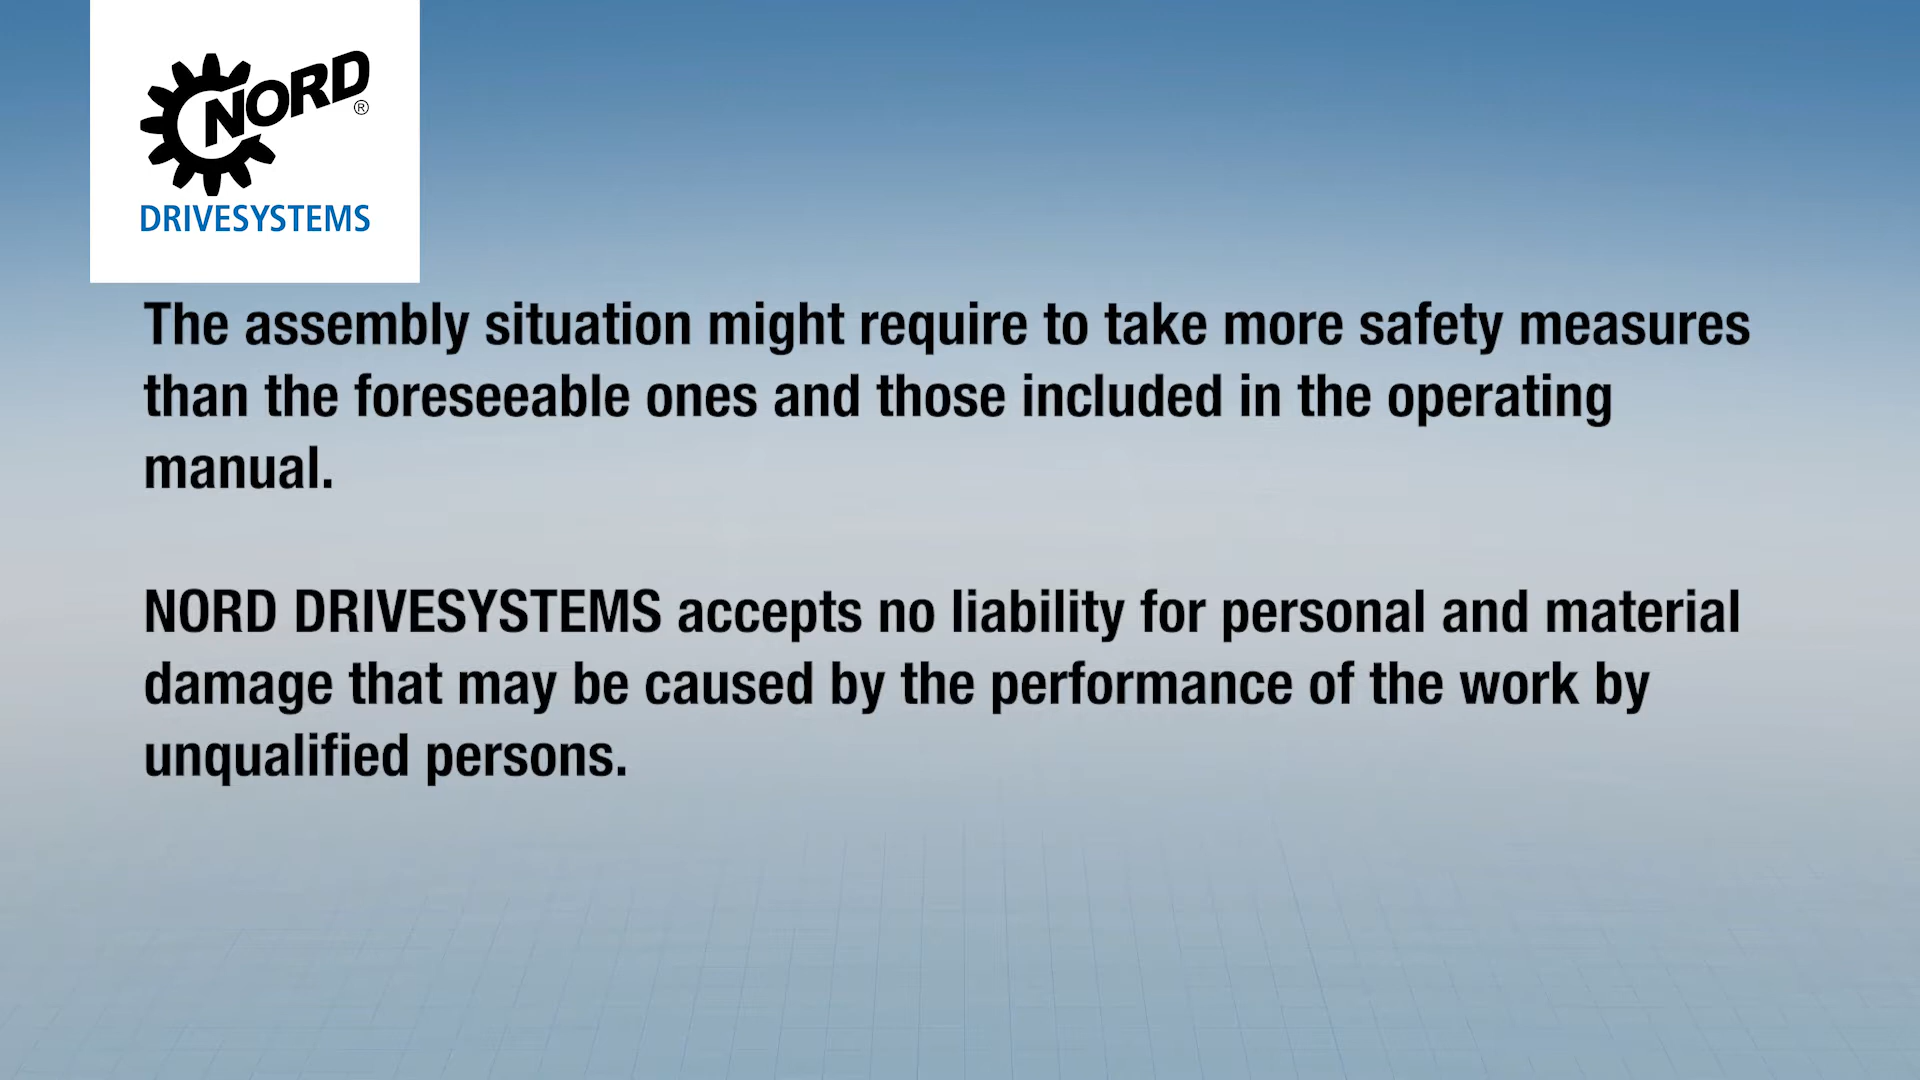 NORD
®
DRIVESYSTEMS
The assembly situation might require to take more safety measures
than the foreseeable ones and those included in the operating
manual.
NORD DRIVESYSTEMS accepts no liability for personal and material
damage that may be caused by the performance of the work by
unqualified persons.